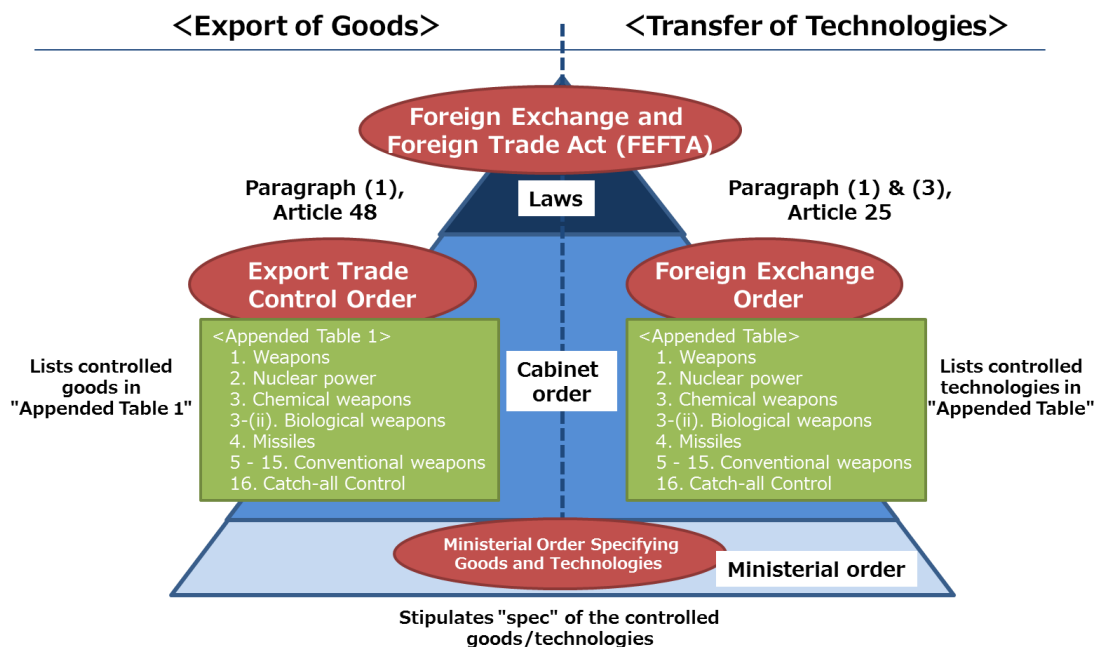 <Export of Goods>
<Transfer of Technologies>
Foreign Exchange and
Foreign Trade Act (FEFTA)
Paragraph (1),
Article 48
Laws
Paragraph (1) & (3),
Article 25
Export Trade
Control Order
Foreign Exchange
Order
Lists controlled
goods in
"Appended Table 1"
<Appended Table 1>
1. Weapons
2. Nuclear power
3. Chemical weapons
3-(ii). Biological weapons
4. Missiles
5 - 15. Conventional weapons
16. Catch-all Control
Cabinet
order
<Appended Table>
1. Weapons
2. Nuclear power
3. Chemical weapons
3-(ii). Biological weapons
4. Missiles
5 - 15. Conventional weapons
16. Catch-all Control
Lists controlled
technologies in
"Appended Table"
Ministerial Order Specifying
Goods and Technologies
Ministerial order
Stipulates "spec" of the controlled
goods/technologies